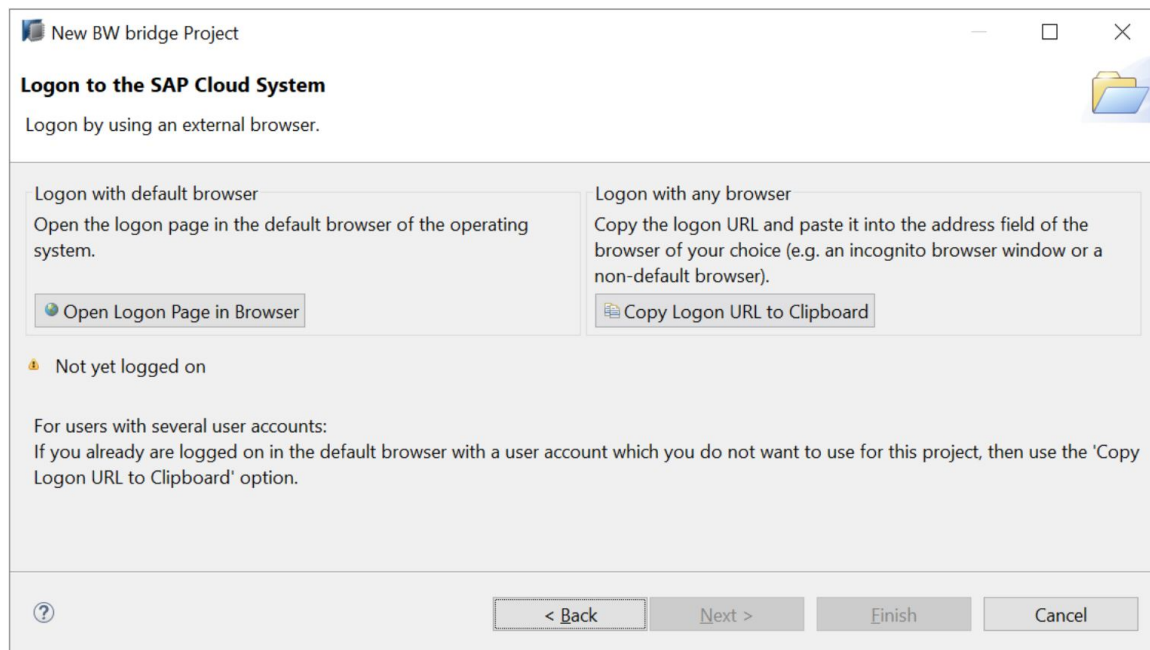 New BW bridge Project
Logon to the SAP Cloud System
Logon by using an external browser.
Logon with default browser
Open the logon page in the default browser of the operating
system.
Open Logon Page in Browser
Logon with any browser
Copy the logon URL and paste it into the address field of the
browser of your choice (e.g. an incognito browser window or a
non-default browser).
Copy Logon URL to Clipboard
Not yet logged on
For users with several user accounts:
If you already are logged on in the default browser with a user account which you do not want to use for this project, then use the 'Copy
Logon URL to Clipboard' option.
? < Back Next > Finish Cancel